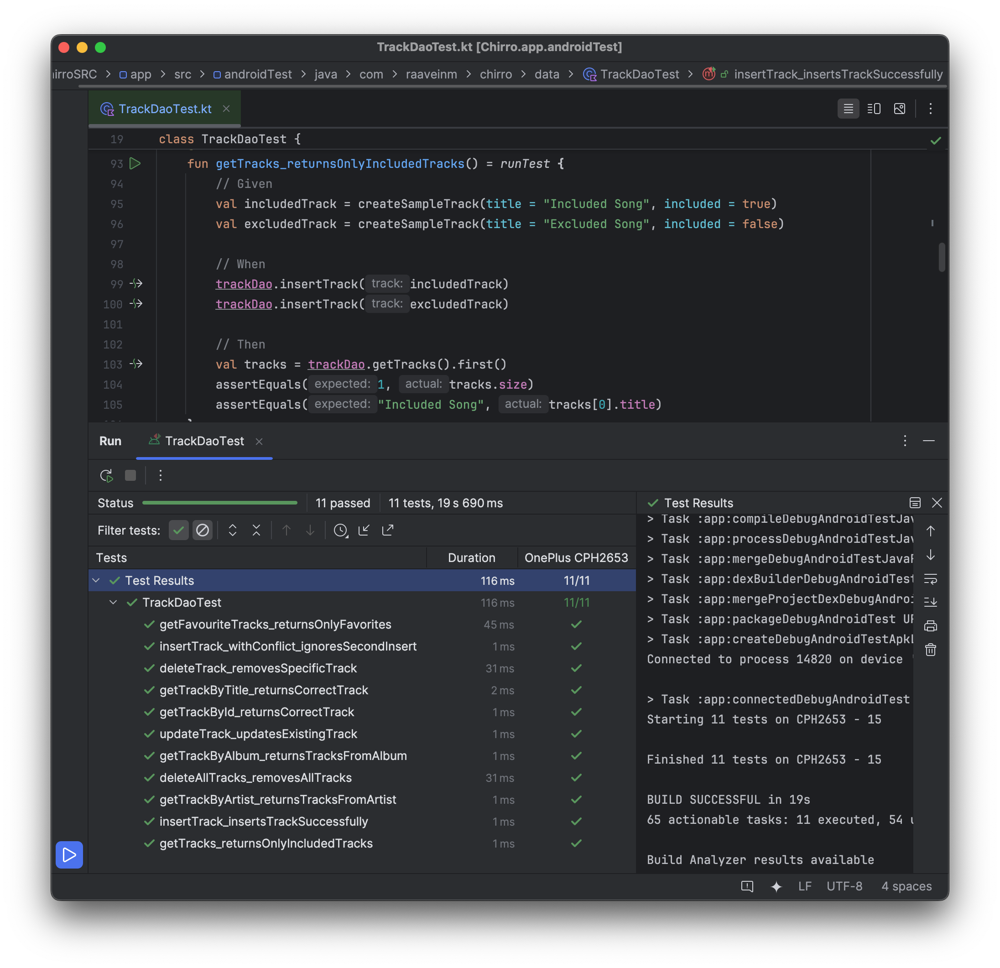 TrackDaoTest.kt [Chirro.app.androidTest]
irroSRC > app > src > androidTest > java > com > raaveinm > chirro > data > TrackDaoTest > insertTrack_insertsTrackSuccessfully
TrackDaoTest.kt
19 class TrackDaoTest {
93 fun getTracks_returnsOnlyIncludedTracks() = runTest {
94 // Given
95 val includedTrack = createSampleTrack(title = "Included Song", included = true)
96 val excludedTrack = createSampleTrack(title = "Excluded Song", included = false)
97
98 // When
99 trackDao.insertTrack( track: includedTrack)
100 trackDao.insertTrack( track: excludedTrack)
101
102 // Then
103 val tracks = trackDao.getTracks().first()
104 assertEquals( expected: 1, actual: tracks.size)
105 assertEquals( expected: "Included Song", actual: tracks[0].title)
Run TrackDaoTest
Status 11 passed 11 tests, 19 s 690 ms
Filter tests:
Tests Duration OnePlus CPH2653
Test Results 116 ms 11/11
TrackDaoTest 116 ms 11/11
getFavouriteTracks_returnsOnlyFavorites 45 ms
insertTrack_withConflict_ignoresSecondInsert 1 ms
deleteTrack_removesSpecificTrack 31 ms
getTrackByTitle_returnsCorrectTrack 2 ms
getTrackById_returnsCorrectTrack 1 ms
updateTrack_updatesExistingTrack 1 ms
getTrackByAlbum_returnsTracksFromAlbum 1 ms
deleteAllTracks_removesAllTracks 31 ms
getTrackByArtist_returnsTracksFromArtist 1 ms
insertTrack_insertsTrackSuccessfully 1 ms
getTracks_returnsOnlyIncludedTracks 1 ms
Test Results
> Task :app:compileDebugAndroidTestJav
> Task :app:processDebugAndroidTestJav
> Task :app:mergeDebugAndroidTestJava
> Task :app:dexBuilderDebugAndroidTest
> Task :app:mergeProjectDexDebugAndroi
> Task :app:packageDebugAndroidTest U
> Task :app:createDebugAndroidTestApk
Connected to process 14820 on device '
> Task :app:connectedDebugAndroidTest
Starting 11 tests on CPH2653 - 15
Finished 11 tests on CPH2653 - 15
BUILD SUCCESSFUL in 19s
65 actionable tasks: 11 executed, 54 u
Build Analyzer results available
LF UTF-8 4 spaces